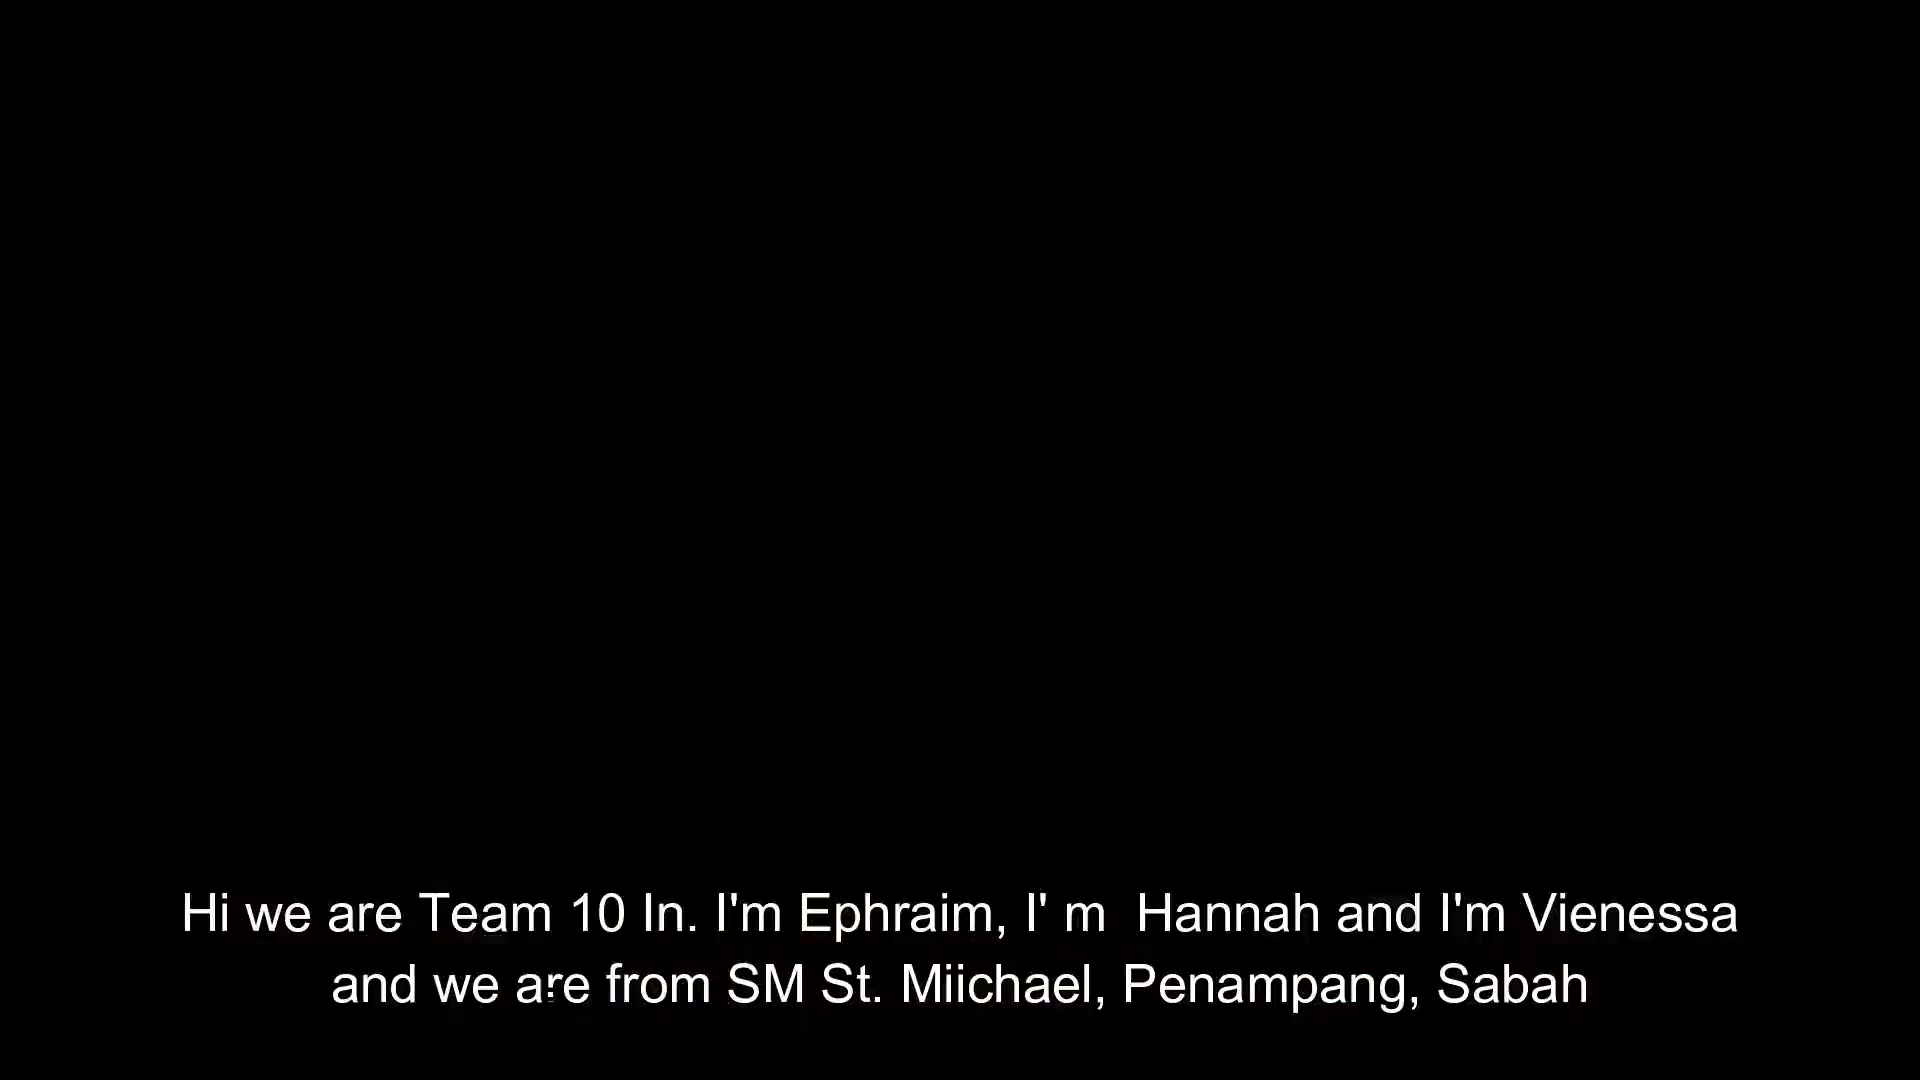 Hi we are Team 10 In. I'm Ephraim, I' m  Hannah and I'm Vienessa
and we are from SM St. Miichael, Penampang, Sabah